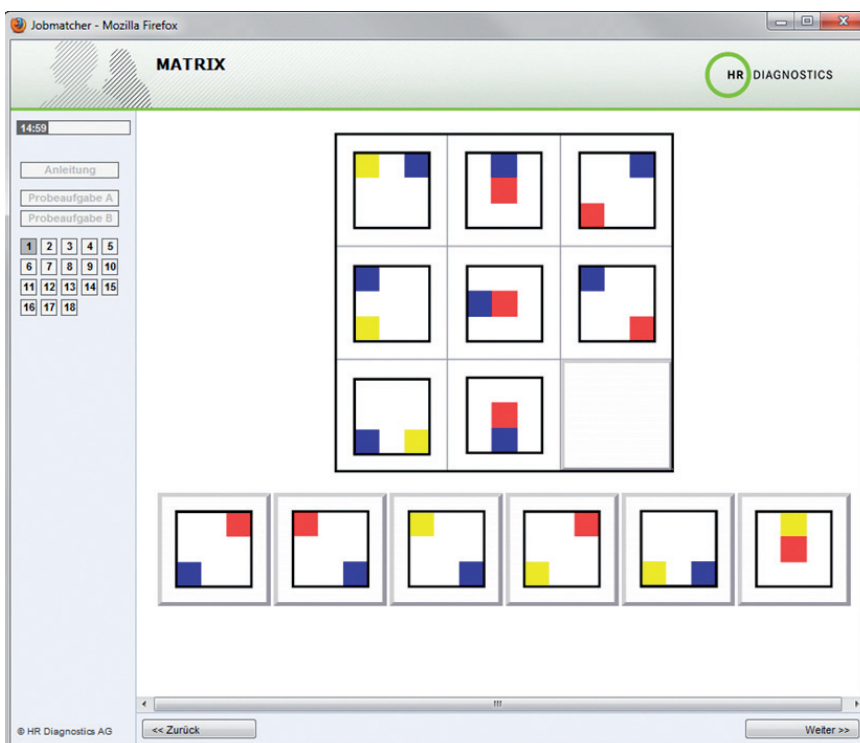 Jobmatcher - Mozilla Firefox
MATRIX
HR DIAGNOSTICS
14:59
Anleitung
Probeaufgabe A
Probeaufgabe B
1 2 3 4 5
6 7 8 9 10
11 12 13 14 15
16 17 18
© HR Diagnostics AG
<< Zurück
Weiter >>